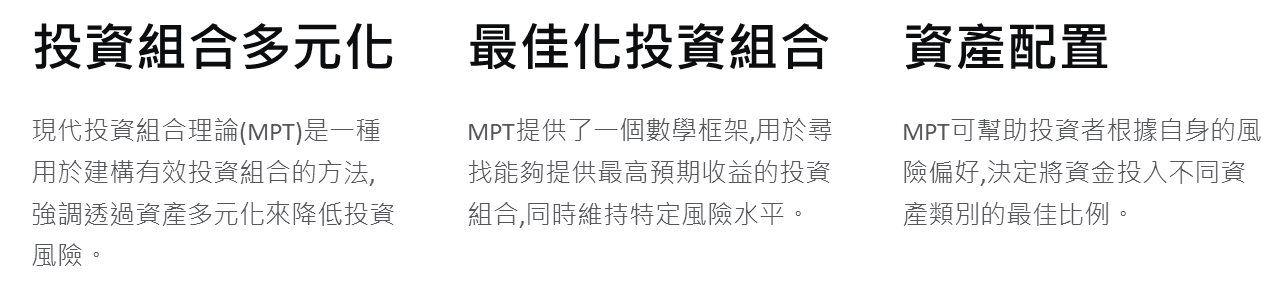 投資組合多元化
現代投資組合理論(MPT)是一種
用於建構有效投資組合的方法,
強調透過資產多元化來降低投資
風險。
最佳化投資組合
MPT提供了一個數學框架,用於尋
找能夠提供最高預期收益的投資
組合,同時維持特定風險水平。
資產配置
MPT可幫助投資者根據自身的風
險偏好,決定將資金投入不同資
產類別的最佳比例。